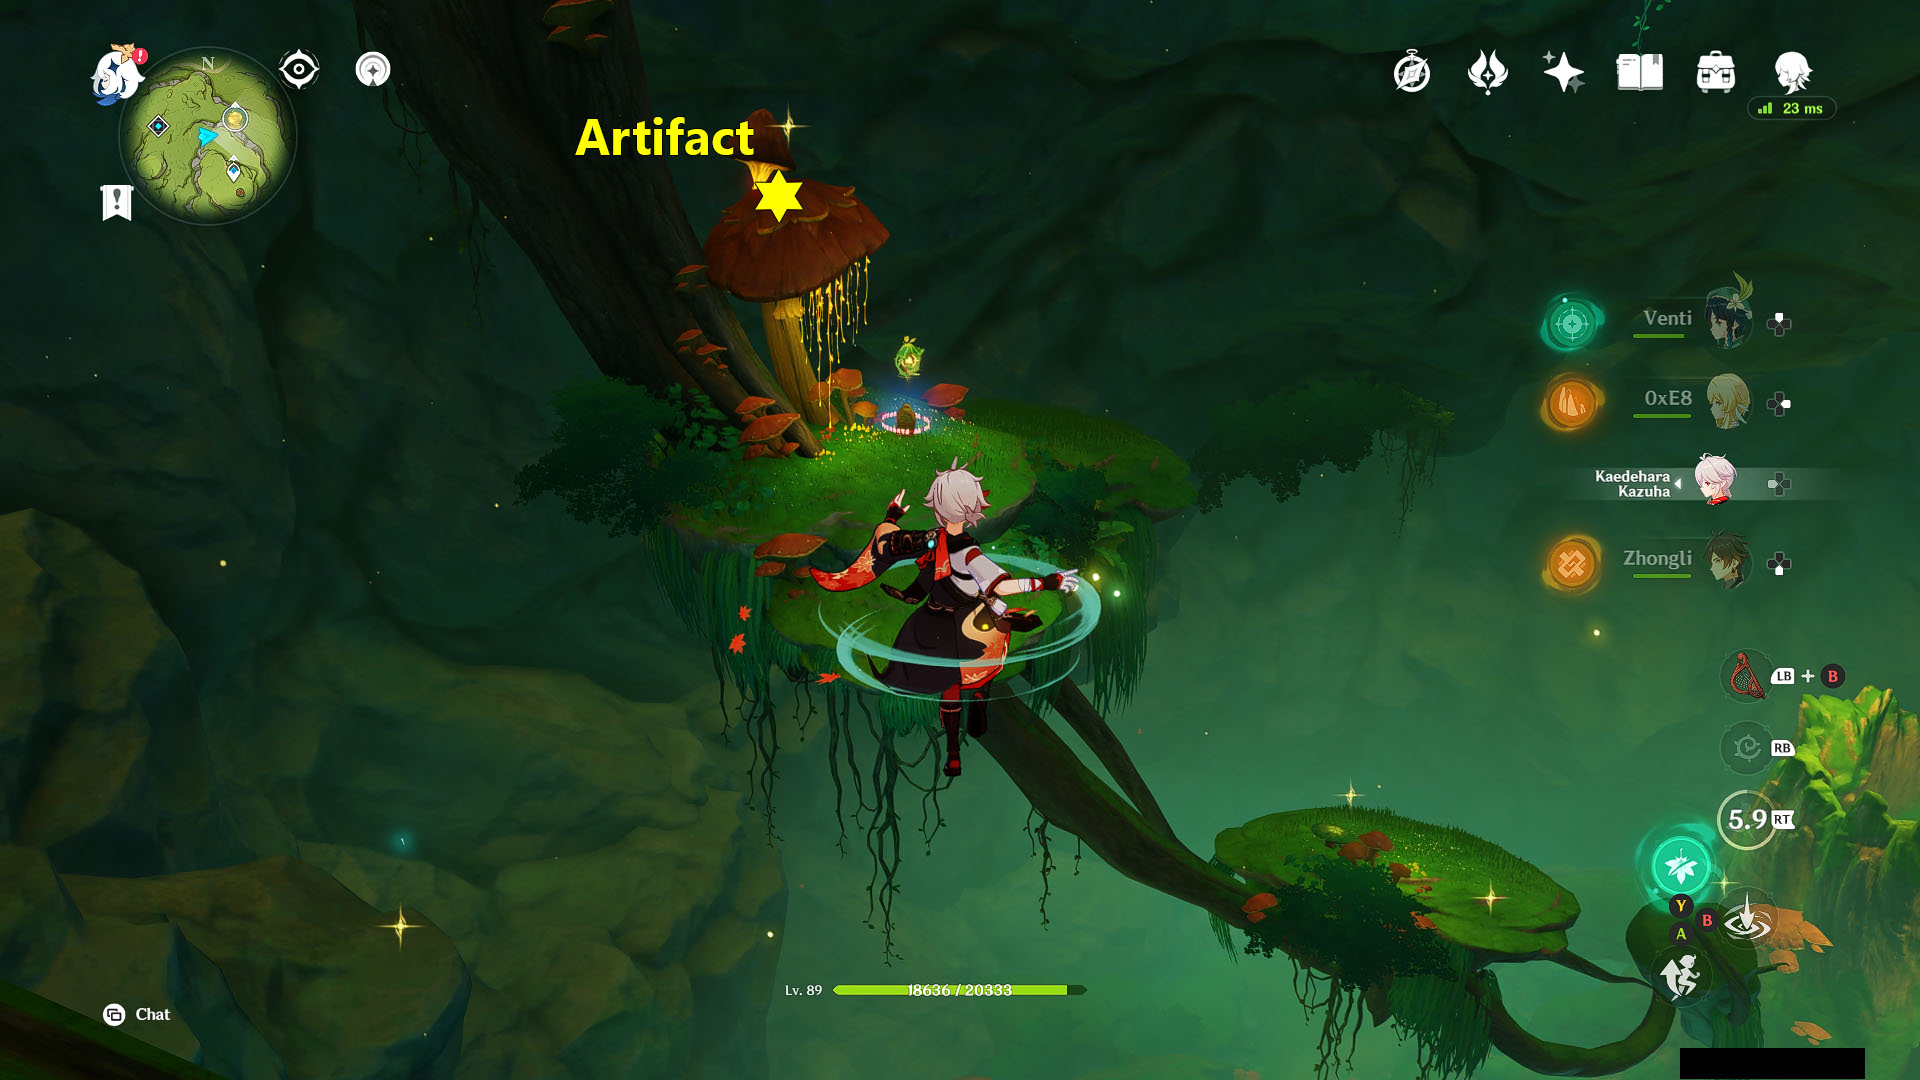 N
23 ms
Artifact
Venti
0xE8
Kaedehara
Kazuha
Zhongli
LB + B
RB
5.9 RT
Y
B
A
Lv. 89 18636 / 20333
Chat